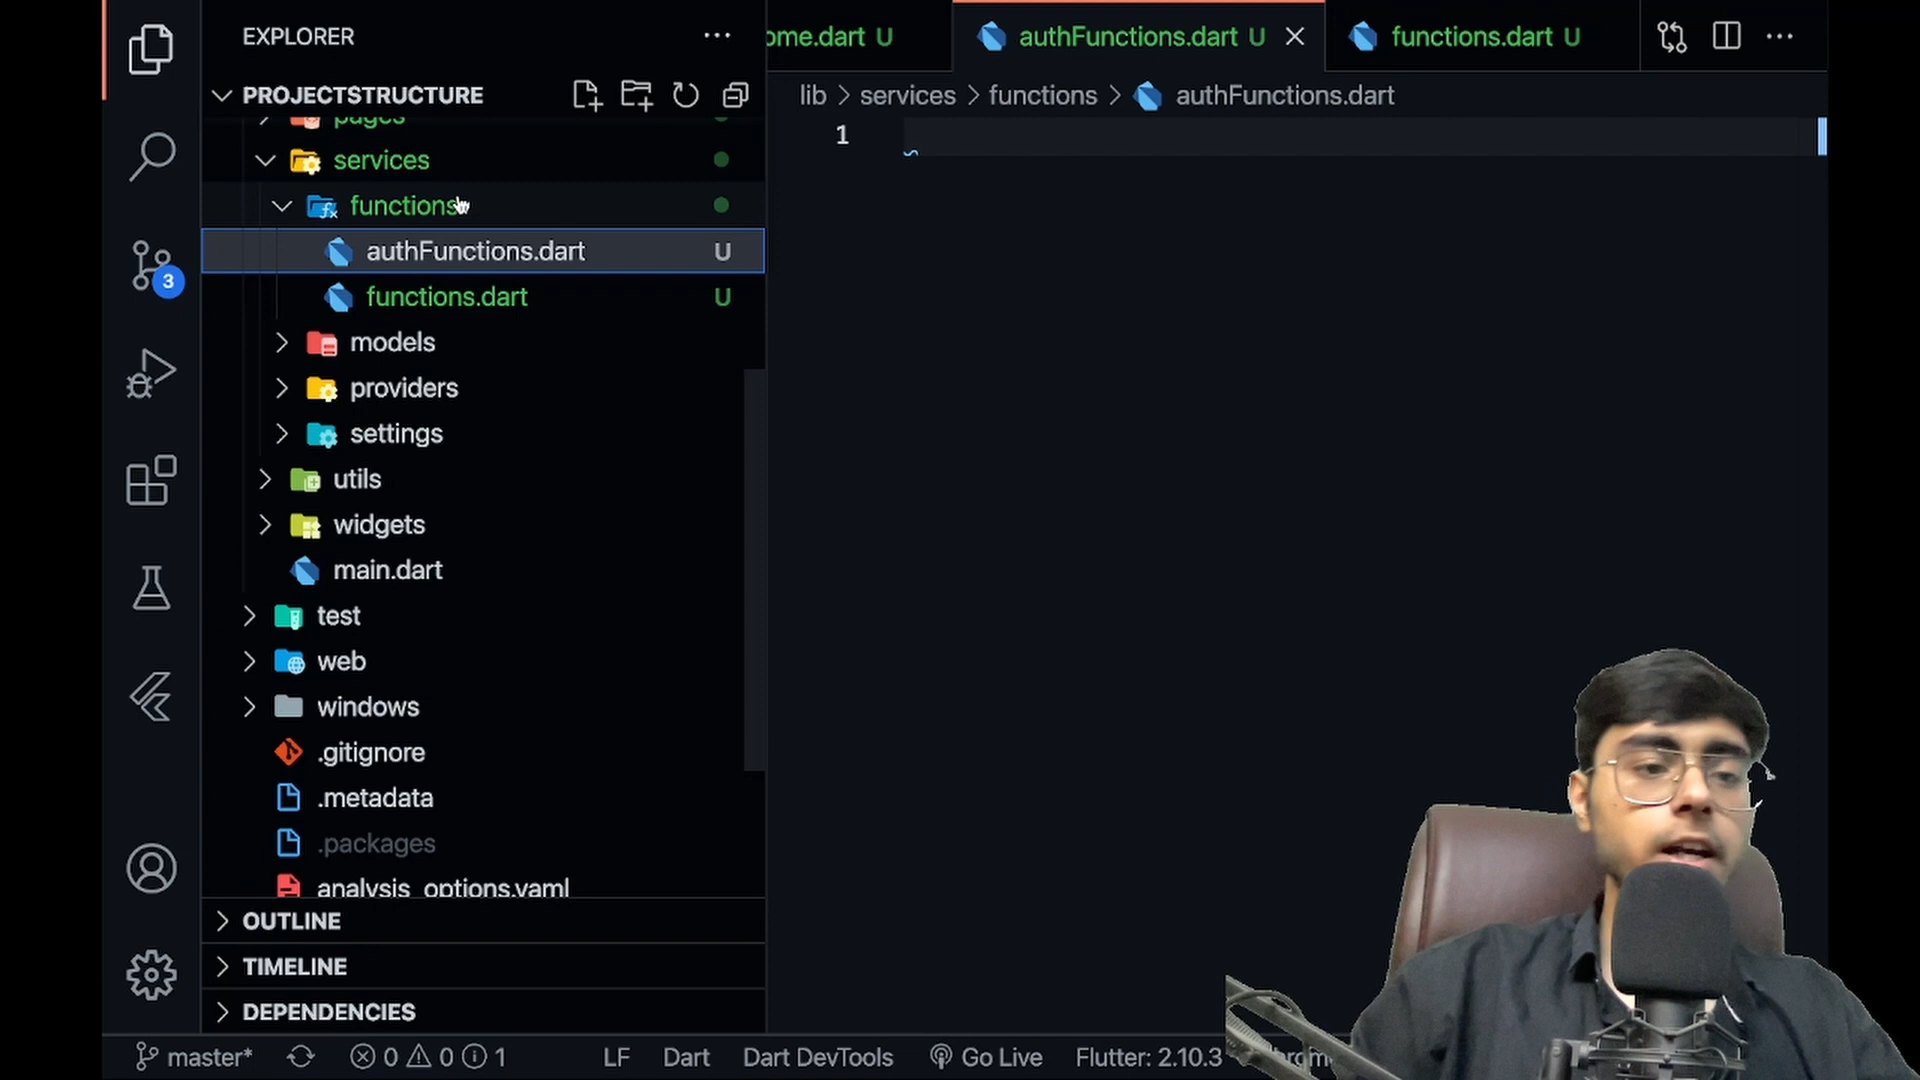 EXPLORER
ome.dart U
authFunctions.dart U
functions.dart U
PROJECTSTRUCTURE
lib > services > functions > authFunctions.dart
1
pages
services
functions
authFunctions.dart U
functions.dart U
models
providers
settings
utils
widgets
main.dart
test
web
windows
.gitignore
.metadata
.packages
analysis_options.yaml
3
OUTLINE
TIMELINE
DEPENDENCIES
master* 0 0 1 LF Dart Dart DevTools Go Live Flutter: 2.10.3